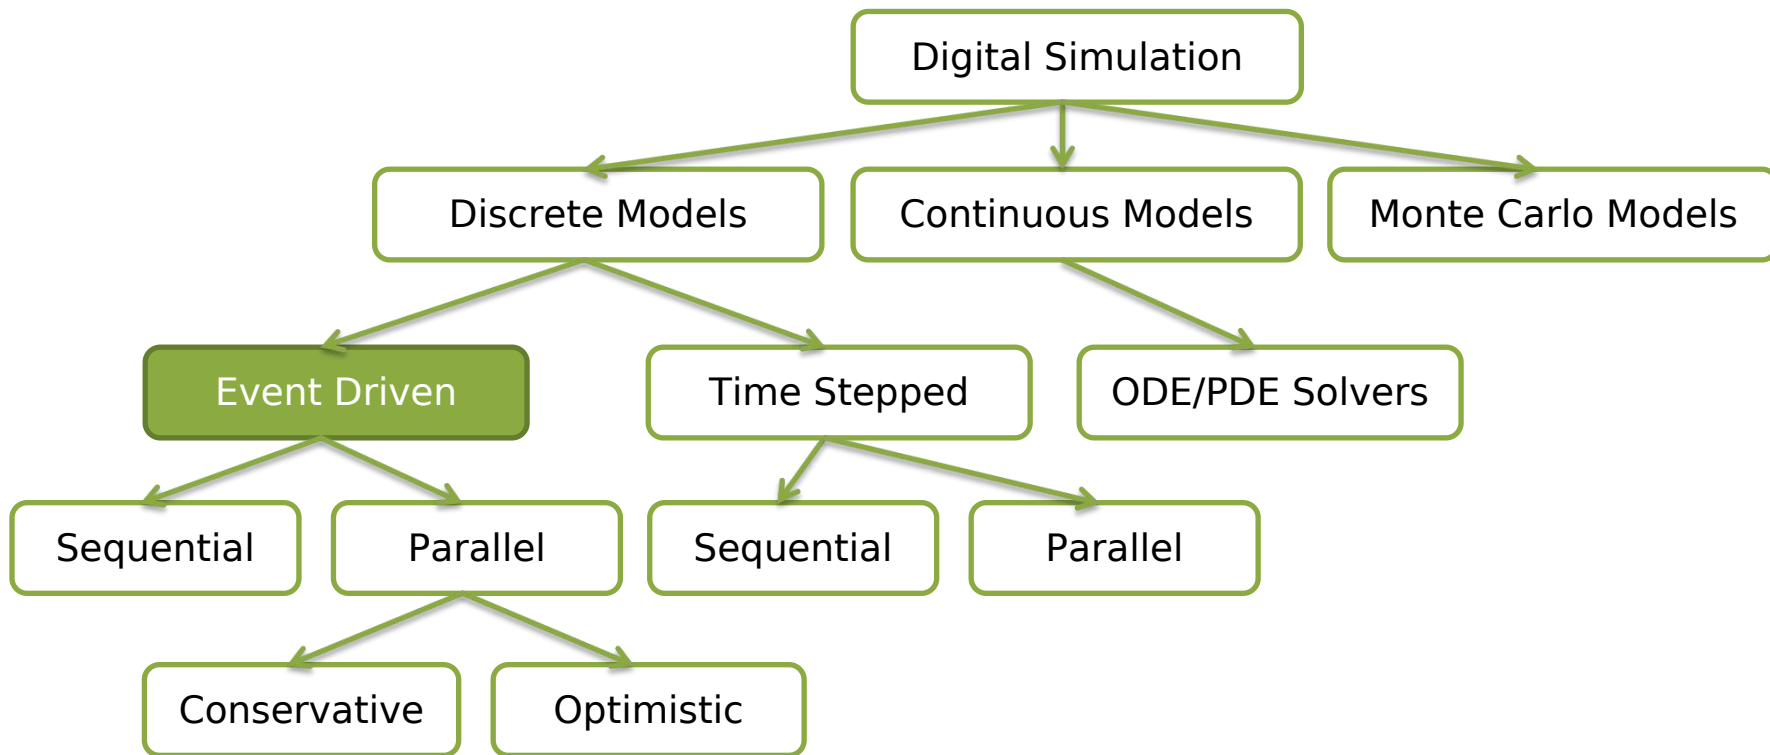 Digital Simulation
Discrete Models
Continuous Models
Monte Carlo Models
Event Driven
Time Stepped
ODE/PDE Solvers
Sequential
Parallel
Sequential
Parallel
Conservative
Optimistic